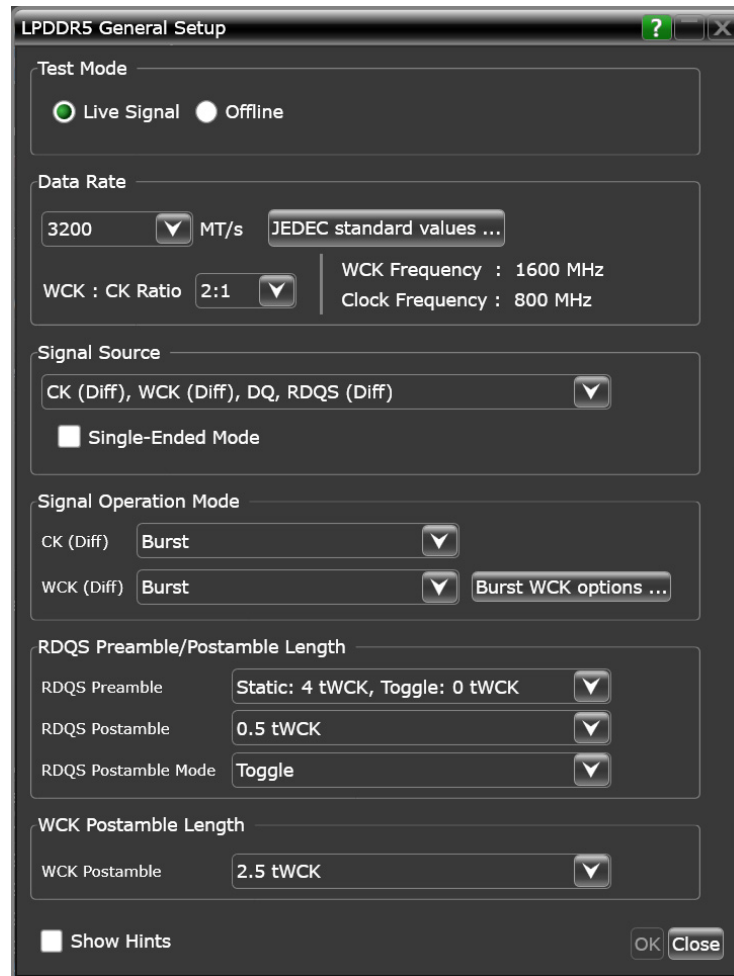 LPDDR5 General Setup ? X
Test Mode
Live Signal Offline
Data Rate
3200 MT/s JEDEC standard values ...
WCK : CK Ratio 2:1
WCK Frequency : 1600 MHz
Clock Frequency : 800 MHz
Signal Source
CK (Diff), WCK (Diff), DQ, RDQS (Diff)
Single-Ended Mode
Signal Operation Mode
CK (Diff) Burst
WCK (Diff) Burst Burst WCK options ...
RDQS Preamble/Postamble Length
RDQS Preamble Static: 4 tWCK, Toggle: 0 tWCK
RDQS Postamble 0.5 tWCK
RDQS Postamble Mode Toggle
WCK Postamble Length
WCK Postamble 2.5 tWCK
Show Hints OK Close